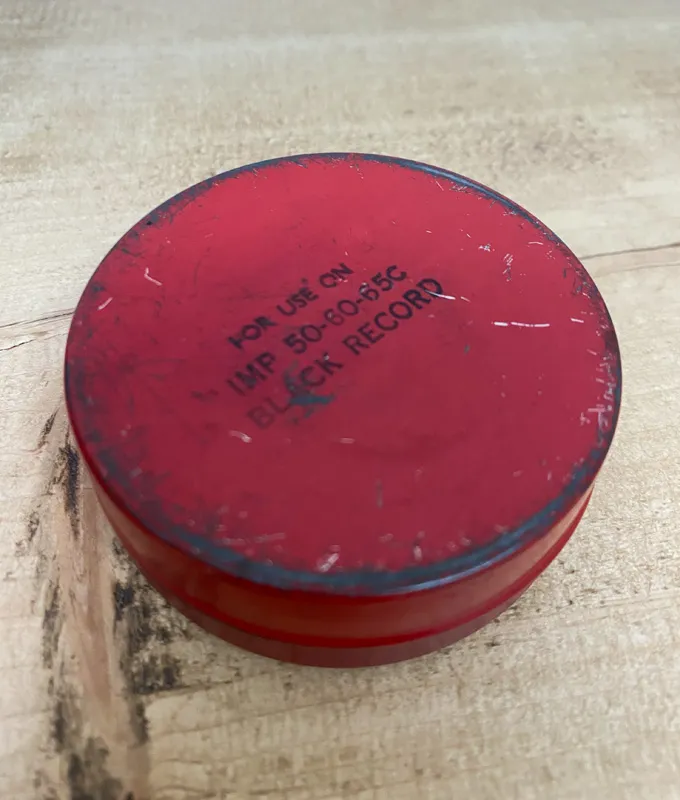 FOR USE ON
IMP 50-60-65C
BLACK RECORD